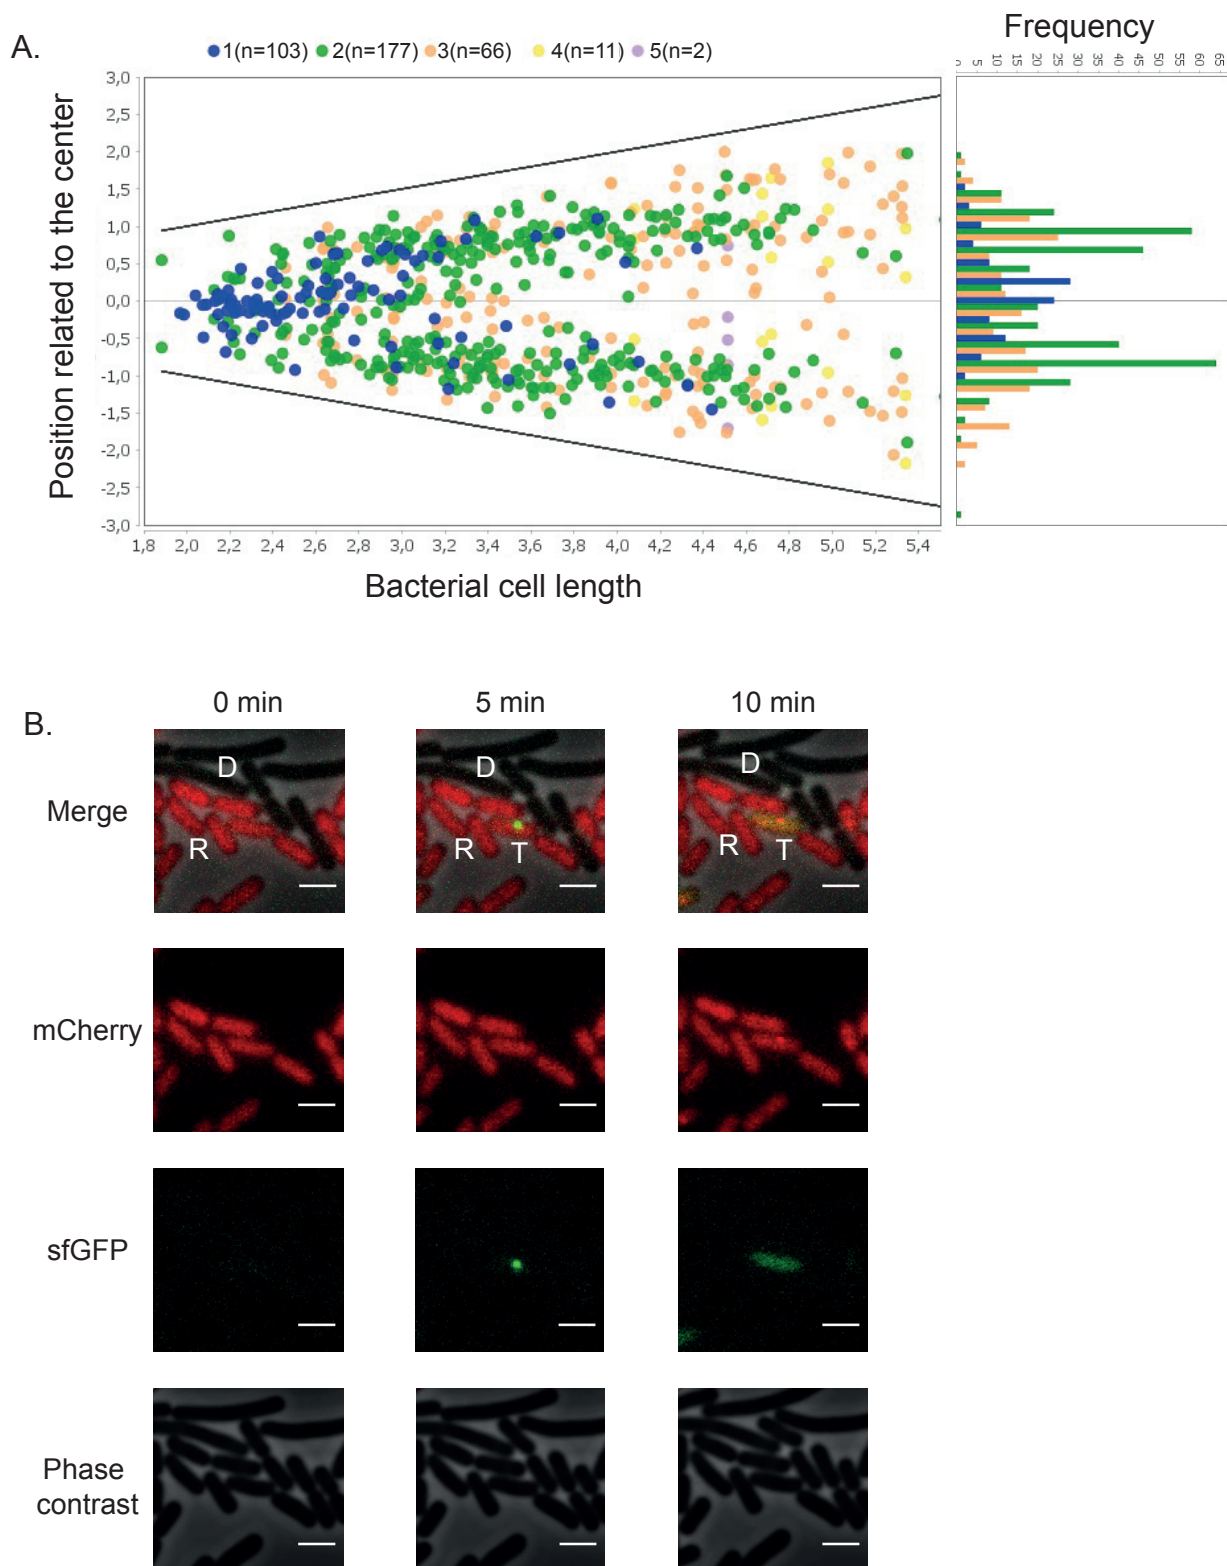 A.
1(n=103) 2(n=177) 3(n=66) 4(n=11) 5(n=2)
Frequency
0 5 10 15 20 25 30 35 40 45 50 55 60 65
Position related to the center
3,0
2,5
2,0
1,5
1,0
0,5
0,0
-0,5
-1,0
-1,5
-2,0
-2,5
-3,0
1,8 2,0 2,2 2,4 2,6 2,8 3,0 3,2 3,4 3,6 3,8 4,0 4,2 4,4 4,6 4,8 5,0 5,2 5,4
Bacterial cell length
B.
0 min 5 min 10 min
Merge
D D D
R R T R T
mCherry
sfGFP
Phase
contrast